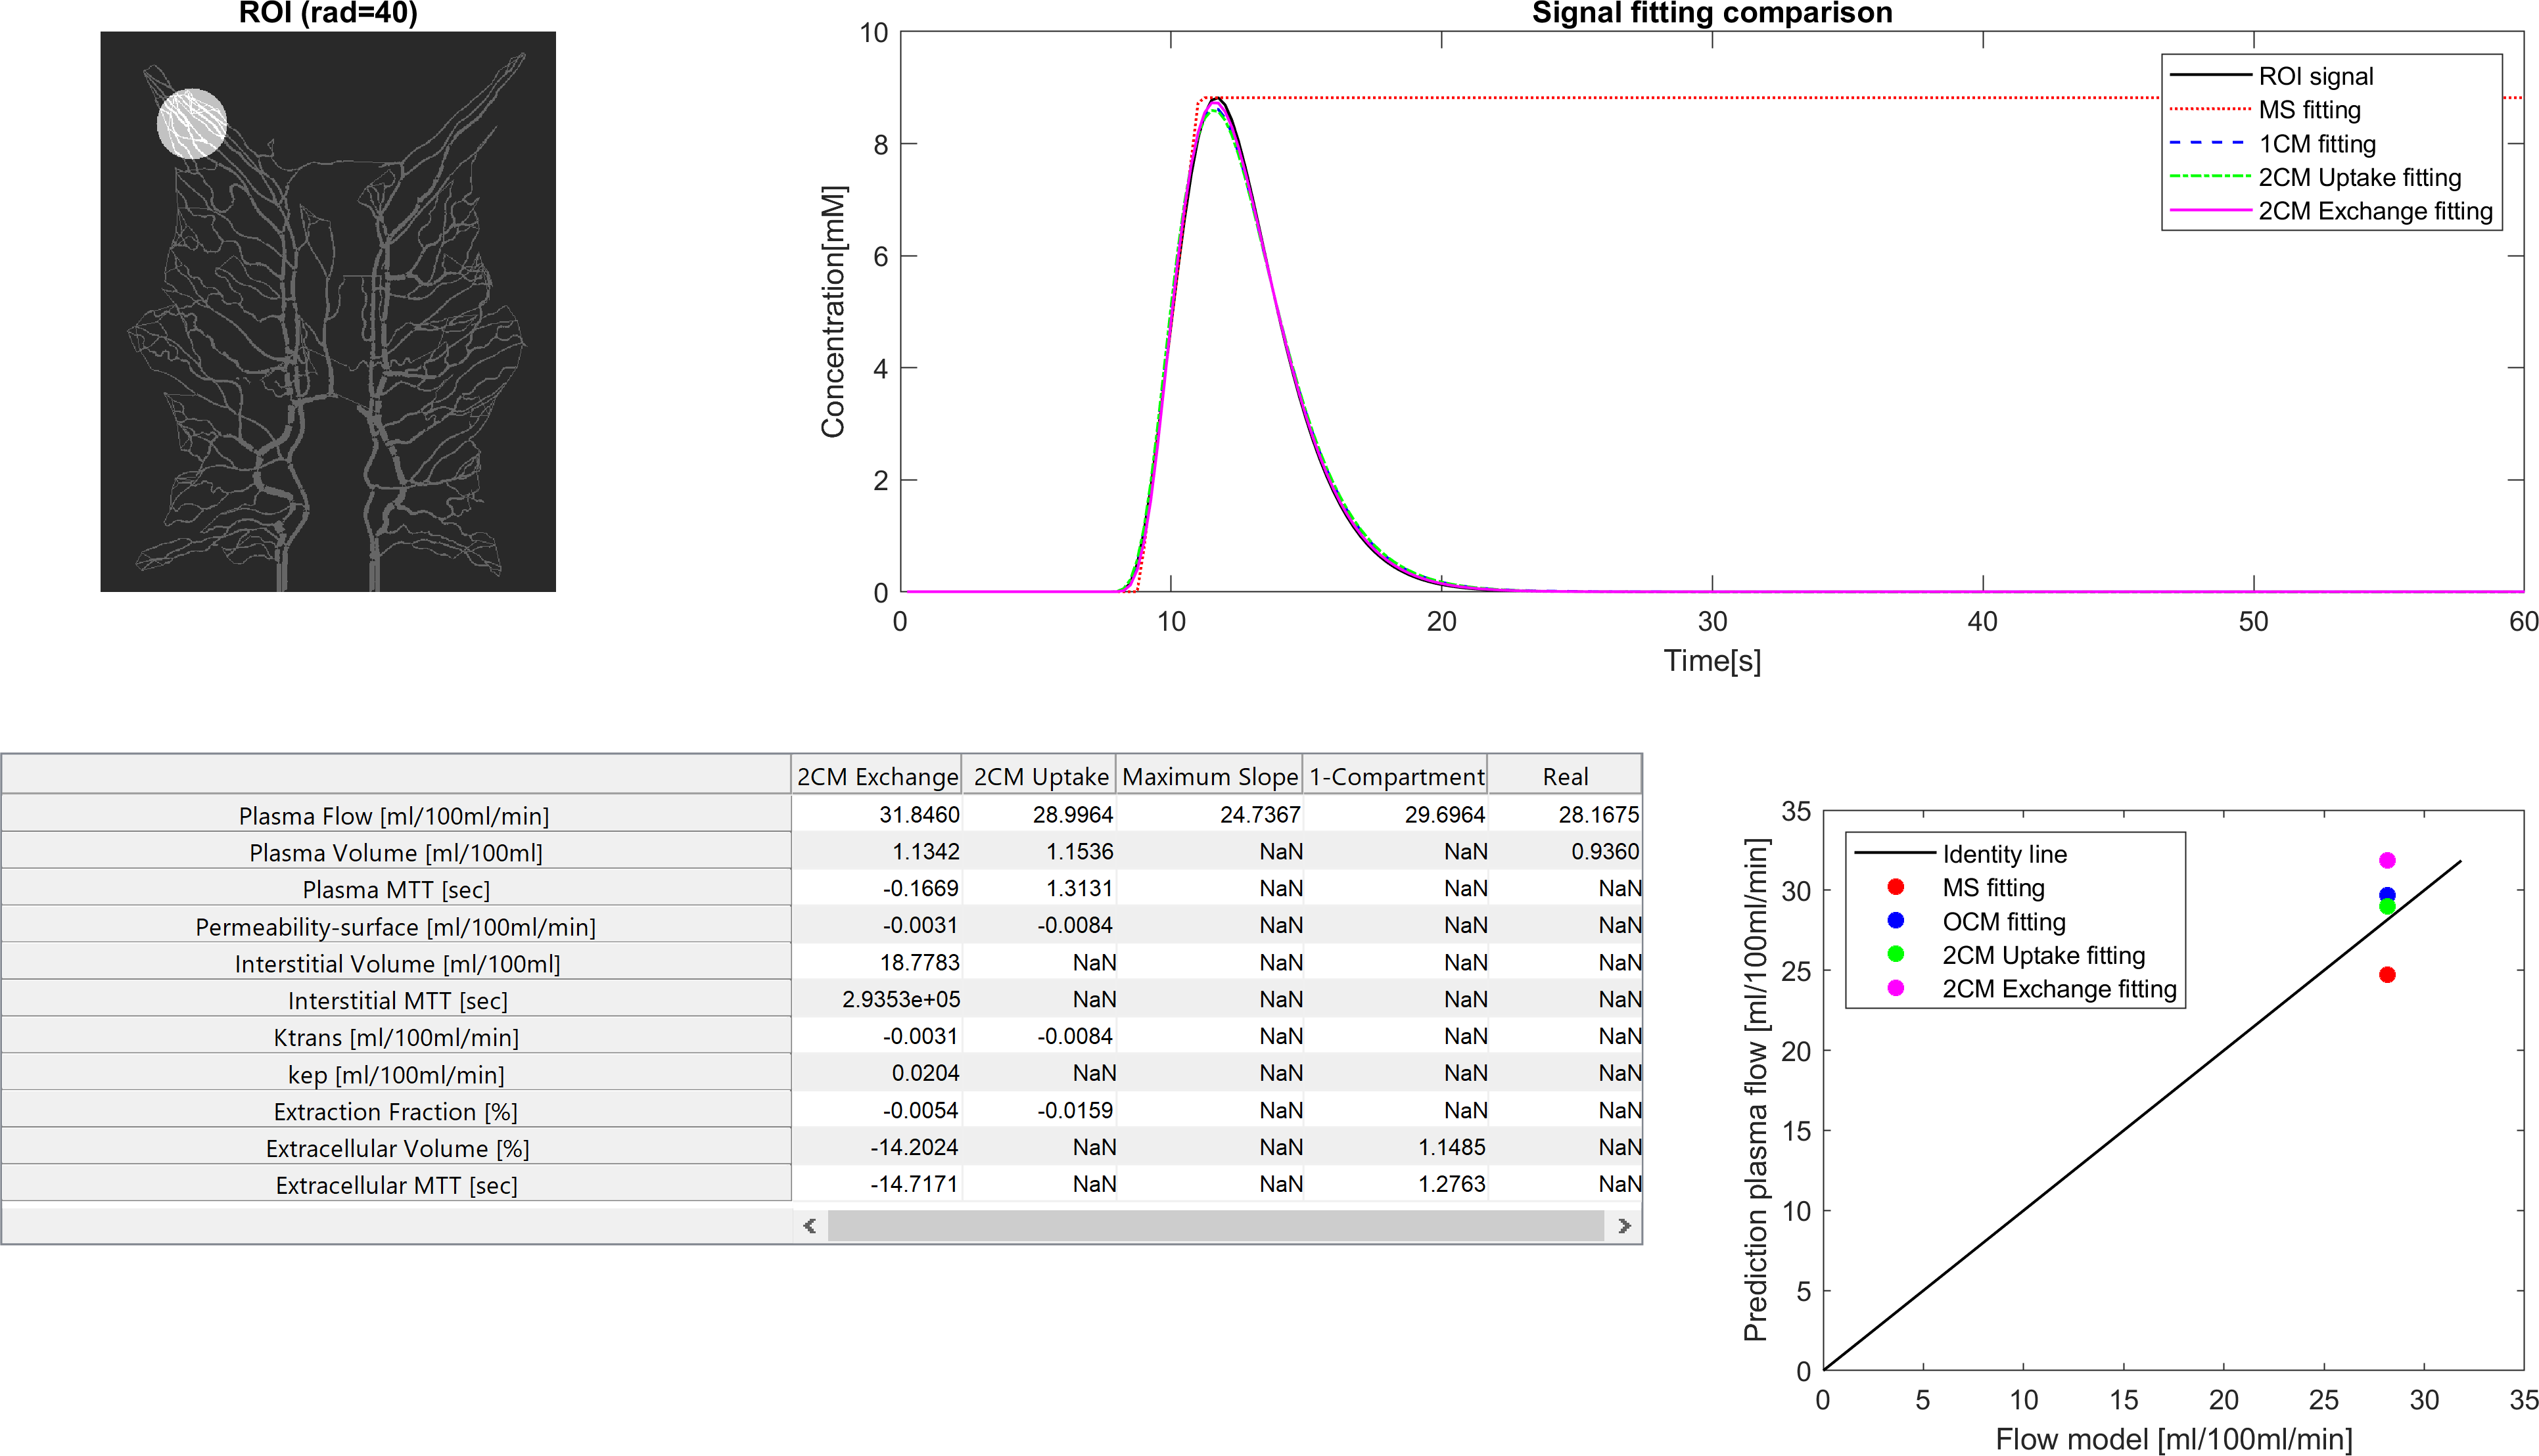 ROI (rad=40)
Signal fitting comparison
10
8
6
4
2
0
Concentration[mM]
ROI signal
MS fitting
1CM fitting
2CM Uptake fitting
2CM Exchange fitting
0 10 20 30 40 50 60
Time[s]
2CM Exchange 2CM Uptake Maximum Slope 1-Compartment Real
Plasma Flow [ml/100ml/min] 31.8460 28.9964 24.7367 29.6964 28.1675
Plasma Volume [ml/100ml] 1.1342 1.1536 NaN NaN 0.9360
Plasma MTT [sec] -0.1669 1.3131 NaN NaN NaN
Permeability-surface [ml/100ml/min] -0.0031 -0.0084 NaN NaN NaN
Interstitial Volume [ml/100ml] 18.7783 NaN NaN NaN NaN
Interstitial MTT [sec] 2.9353e+05 NaN NaN NaN NaN
Ktrans [ml/100ml/min] -0.0031 -0.0084 NaN NaN NaN
kep [ml/100ml/min] 0.0204 NaN NaN NaN NaN
Extraction Fraction [%] -0.0054 -0.0159 NaN NaN NaN
Extracellular Volume [%] -14.2024 NaN NaN 1.1485 NaN
Extracellular MTT [sec] -14.7171 NaN NaN 1.2763 NaN
35
30
25
20
15
10
5
0
Prediction plasma flow [ml/100ml/min]
Identity line
MS fitting
OCM fitting
2CM Uptake fitting
2CM Exchange fitting
0 5 10 15 20 25 30 35
Flow model [ml/100ml/min]